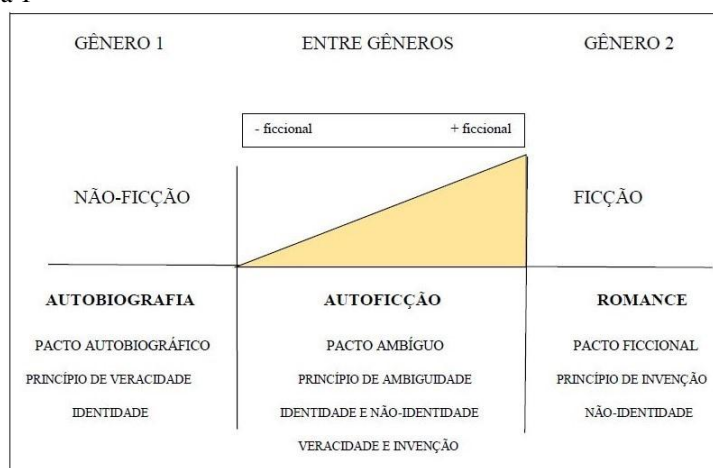 GÊNERO 1
ENTRE GÊNEROS
GÊNERO 2
- ficcional + ficcional
NÃO-FICÇÃO
FICÇÃO
AUTOBIOGRAFIA
PACTO AUTOBIOGRÁFICO
PRINCÍPIO DE VERACIDADE
IDENTIDADE
AUTOFICÇÃO
PACTO AMBÍGUO
PRINCÍPIO DE AMBIGUIDADE
IDENTIDADE E NÃO-IDENTIDADE
VERACIDADE E INVENÇÃO
ROMANCE
PACTO FICCIONAL
PRINCÍPIO DE INVENÇÃO
NÃO-IDENTIDADE